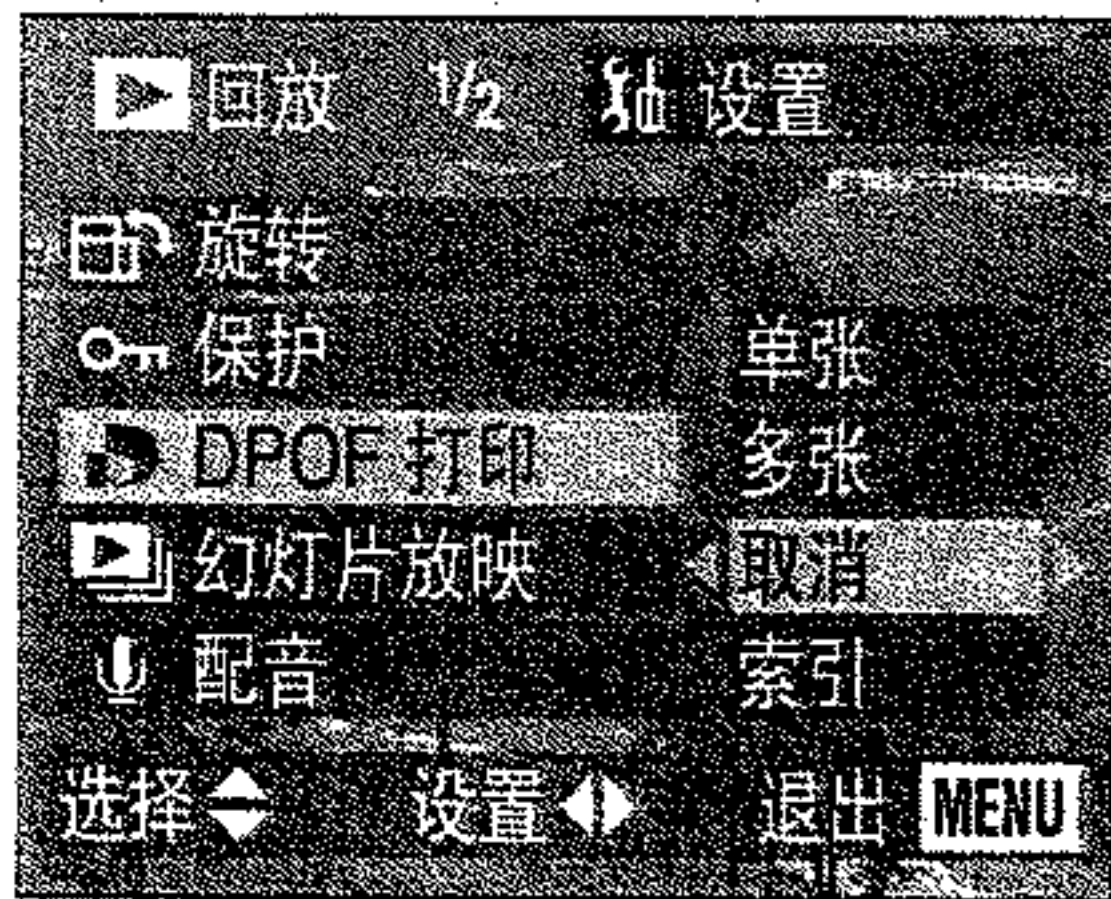 回放 1/2 设置
旋转
保护 单张
DPOF 打印 多张
幻灯片放映 取消
配音 索引
选择 设置 退出 MENU